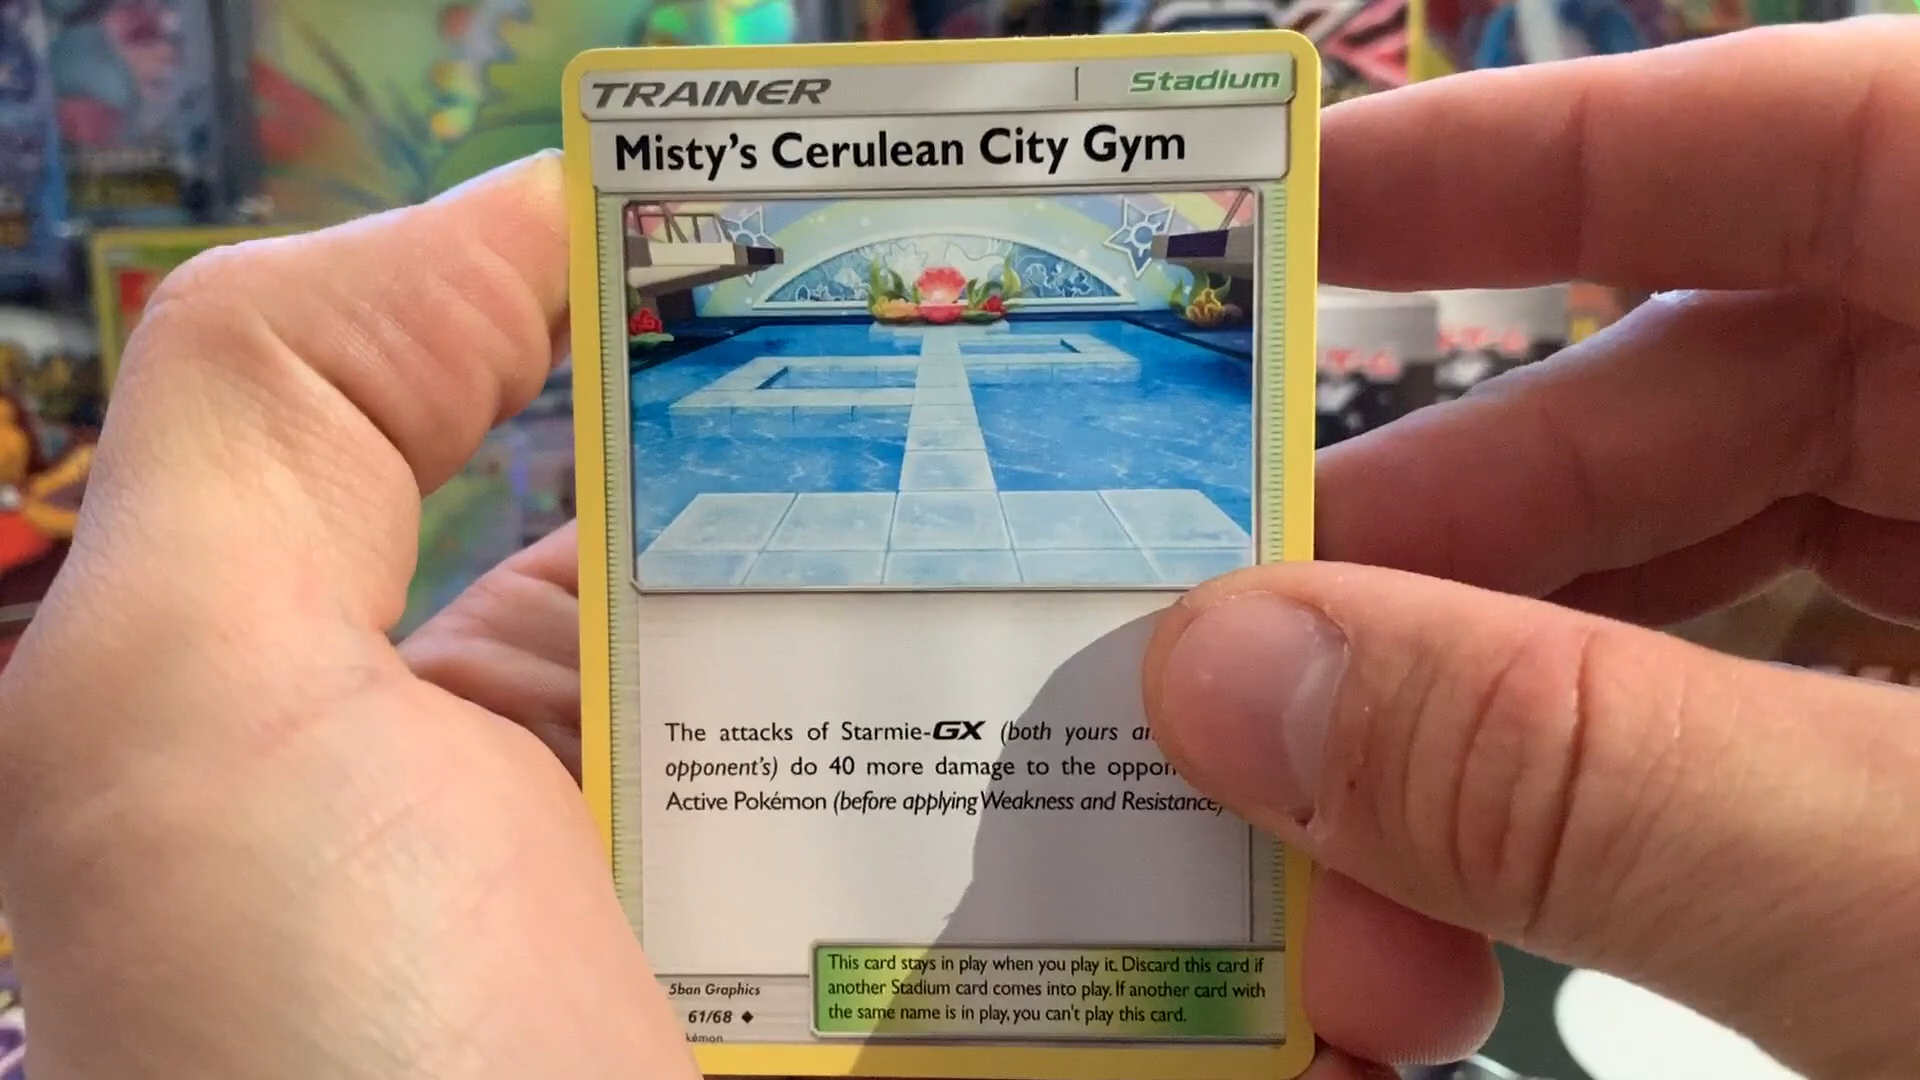 TRAINER
Stadium
Misty's Cerulean City Gym
The attacks of Starmie-GX (both yours
opponent's) do 40 more damage to the
Active Pokémon (before applying Weakness and Resistance)
This card stays in play when you play it. Discard this card if
another Stadium card comes into play. If another card with
the same name is in play, you can't play this card.
5ban Graphics
61/68 ◆